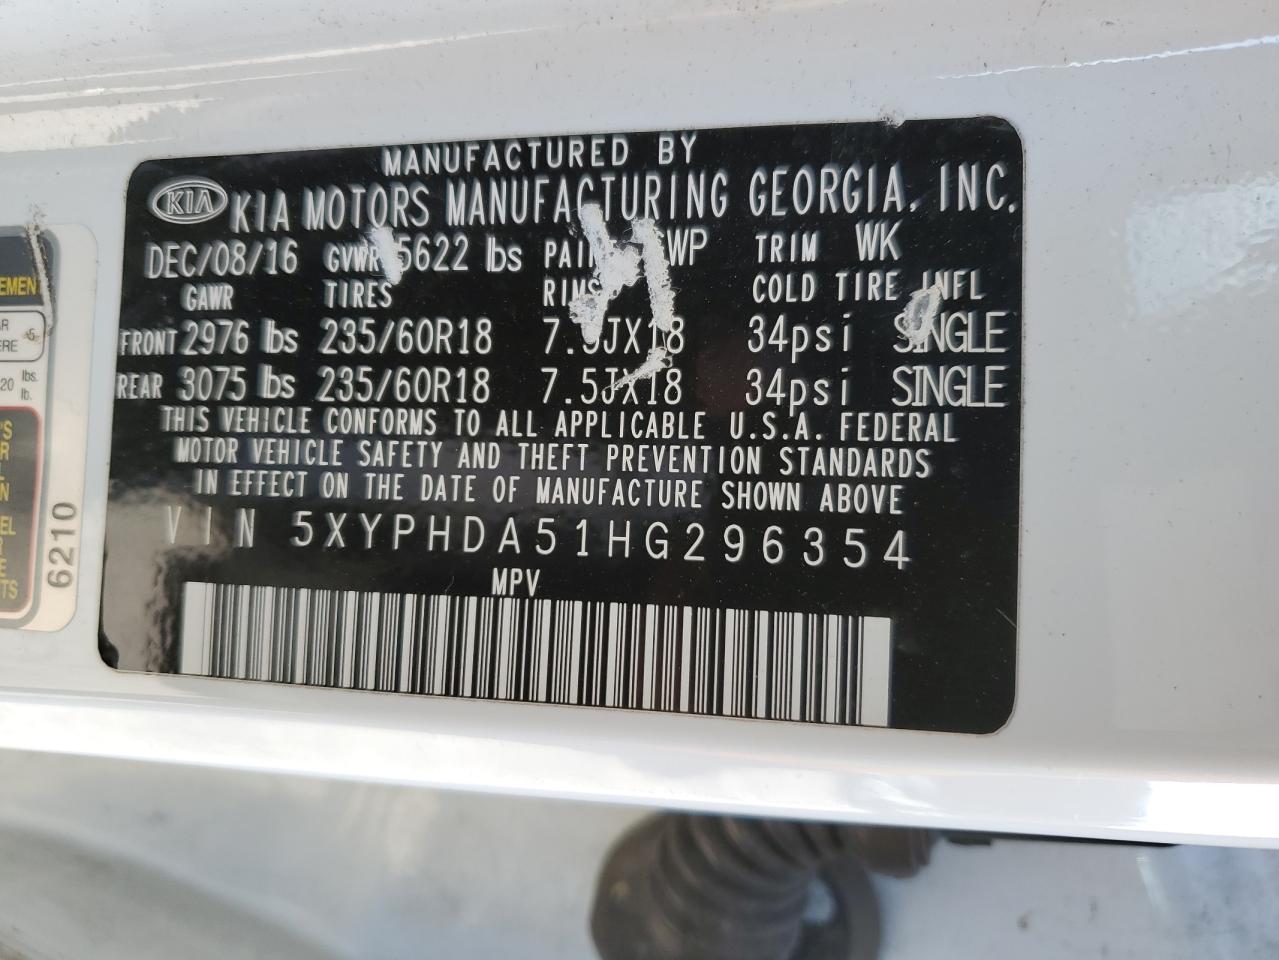 MANUFACTURED BY
KIA KIA MOTORS MANUFACTURING GEORGIA, INC.
DEC/08/16 GVWR 5622 lbs PAINT SWP TRIM WK
GAWR TIRES RIMS COLD TIRE INFL
FRONT 2976 lbs 235/60R18 7.5JX18 34psi SINGLE
REAR 3075 lbs 235/60R18 7.5JX18 34psi SINGLE
THIS VEHICLE CONFORMS TO ALL APPLICABLE U.S.A. FEDERAL
MOTOR VEHICLE SAFETY AND THEFT PREVENTION STANDARDS
IN EFFECT ON THE DATE OF MANUFACTURE SHOWN ABOVE
VIN 5XYPHDA51HG296354
MPV
6210
lbs.
20 lb.